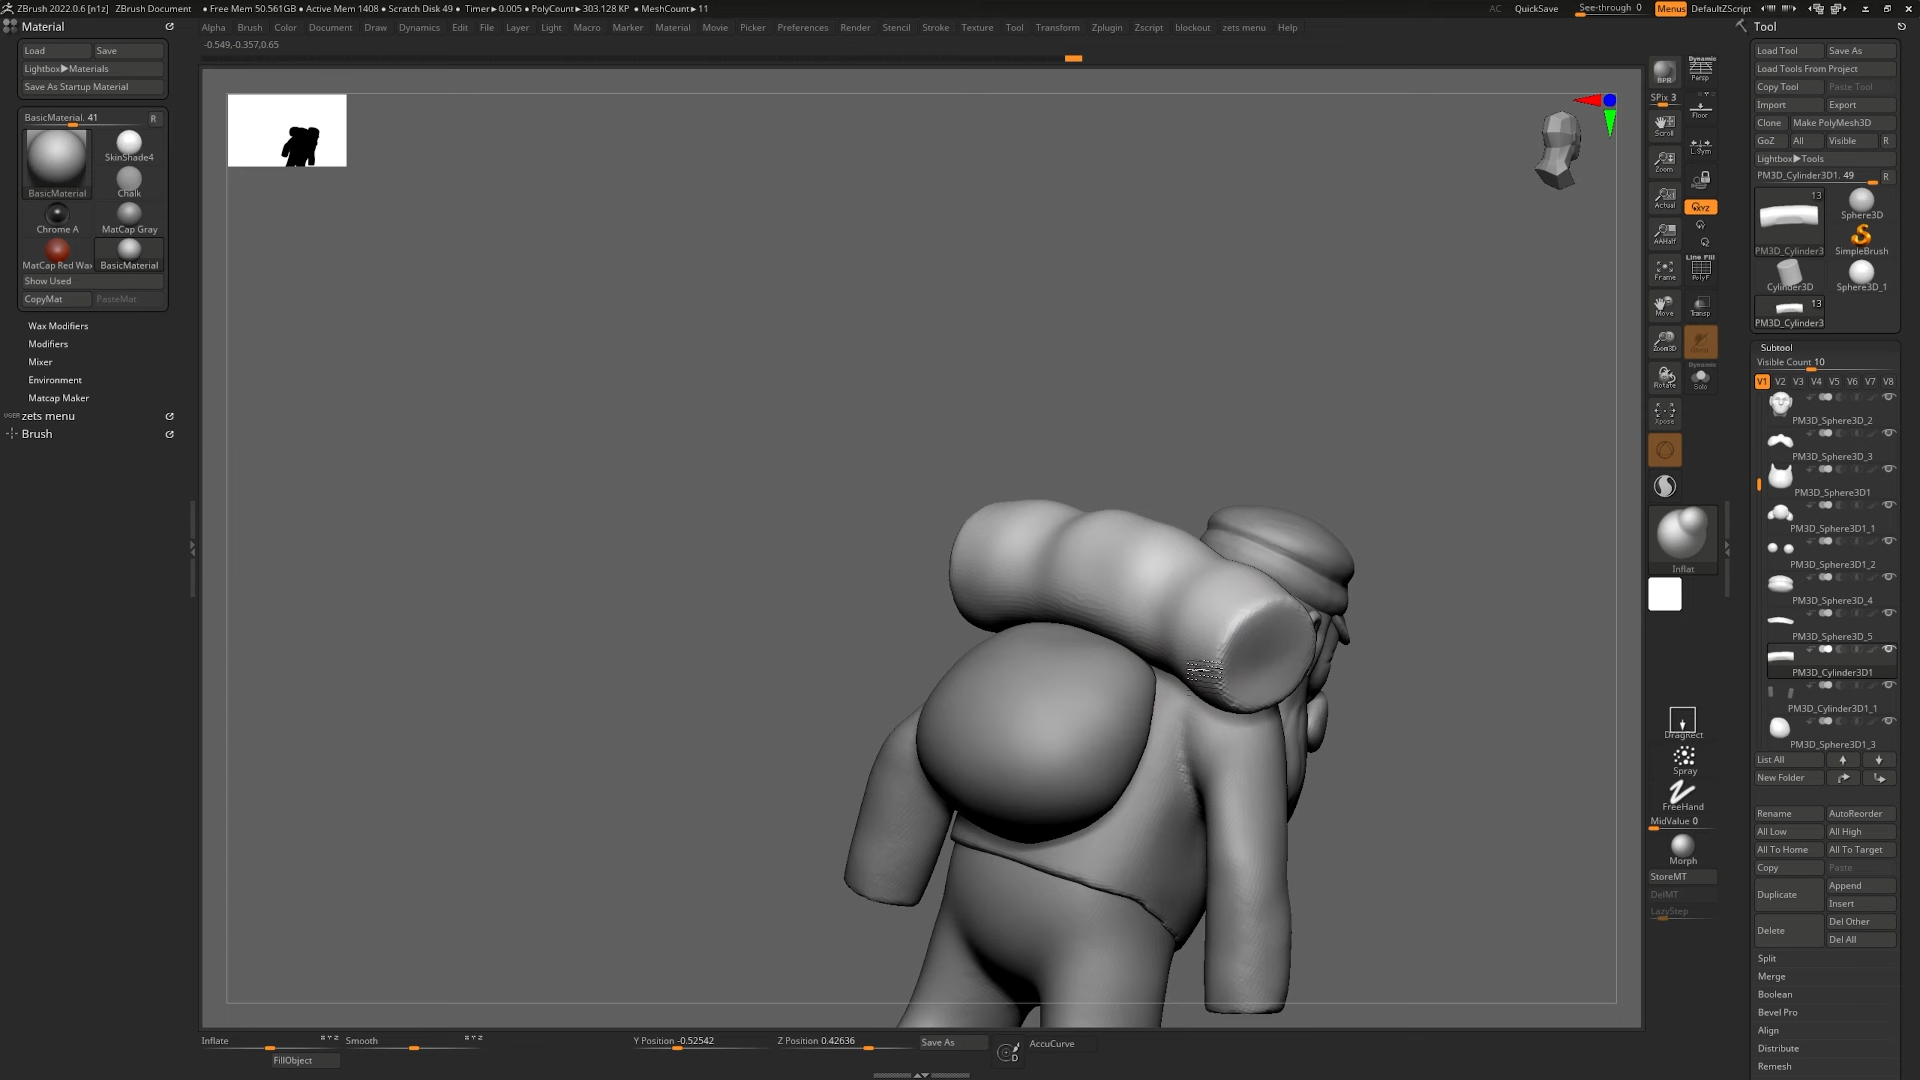 ZBrush 2022.0.6 [n1z] ZBrush Document • Free Mem 50.561GB • Active Mem 1408 • Scratch Disk 49 • Timer▸0.005 • PolyCount▸303.128 KP • MeshCount▸11 AC QuickSave See-through 0 Menus DefaultZScript
Material
Alpha Brush Color Document Draw Dynamics Edit File Layer Light Macro Marker Material Movie Picker Preferences Render Stencil Stroke Texture Tool Transform Zplugin Zscript blockout zets menu Help
Tool
-0.549,-0.357,0.65
Load Save
Lightbox▶Materials
Save As Startup Material
BasicMaterial. 41 R
SkinShade4
BasicMaterial Chalk
Chrome A MatCap Gray
MatCap Red Wax BasicMaterial
Show Used
CopyMat PasteMat
Wax Modifiers
Modifiers
Mixer
Environment
Matcap Maker
zets menu
Brush
BPR
SPix 3
Scroll
Zoom
Actual
AAHalf
Frame
Move
Zoom3D
Rotate
Xpose
Dynamic
Persp
Floor
L.Sym
XYZ
Line Fill
PolyF
Transp
Dynamic
Solo
Inflat
DragRect
Spray
FreeHand
MidValue 0
Morph
StoreMT
DelMT
LazyStep
Load Tool Save As
Load Tools From Project
Copy Tool Paste Tool
Import Export
Clone Make PolyMesh3D
GoZ All Visible R
Lightbox▶Tools
PM3D_Cylinder3D1. 49 R
13
Sphere3D
PM3D_Cylinder3 SimpleBrush
Cylinder3D Sphere3D_1
13
PM3D_Cylinder3
Subtool
Visible Count 10
V1 V2 V3 V4 V5 V6 V7 V8
PM3D_Sphere3D_2
PM3D_Sphere3D_3
PM3D_Sphere3D1
PM3D_Sphere3D1_1
PM3D_Sphere3D1_2
PM3D_Sphere3D_4
PM3D_Sphere3D_5
PM3D_Cylinder3D1
PM3D_Cylinder3D1_1
PM3D_Sphere3D1_3
List All
New Folder
Rename AutoReorder
All Low All High
All To Home All To Target
Copy Paste
Duplicate Append
Insert
Delete Del Other
Del All
Split
Merge
Boolean
Bevel Pro
Align
Distribute
Remesh
Inflate Smooth Y Position -0.52542 Z Position 0.42636 Save As D AccuCurve
FillObject